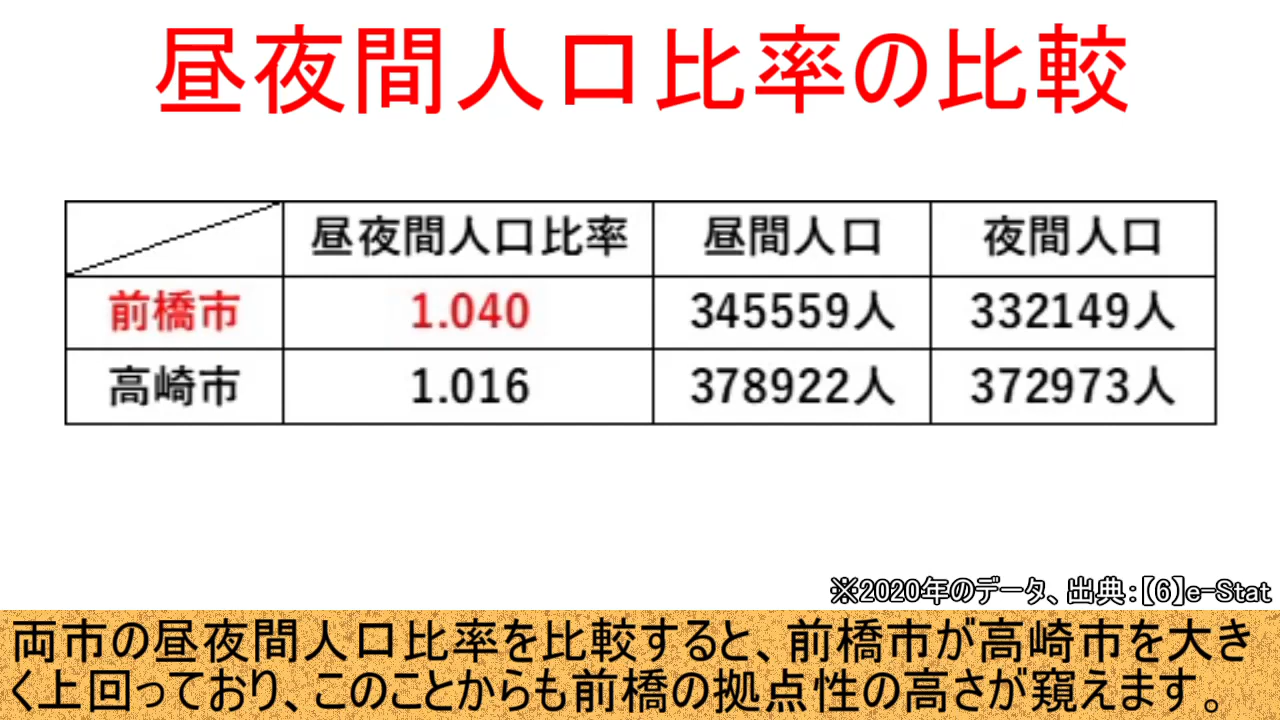 昼夜間人口比率の比較
昼夜間人口比率 昼間人口 夜間人口
前橋市 1.040 345559人 332149人
高崎市 1.016 378922人 372973人
※2020年のデータ、出典：【6】e-Stat
両市の昼夜間人口比率を比較すると、前橋市が高崎市を大き
く上回っており、このことからも前橋の拠点性の高さが窺えます。